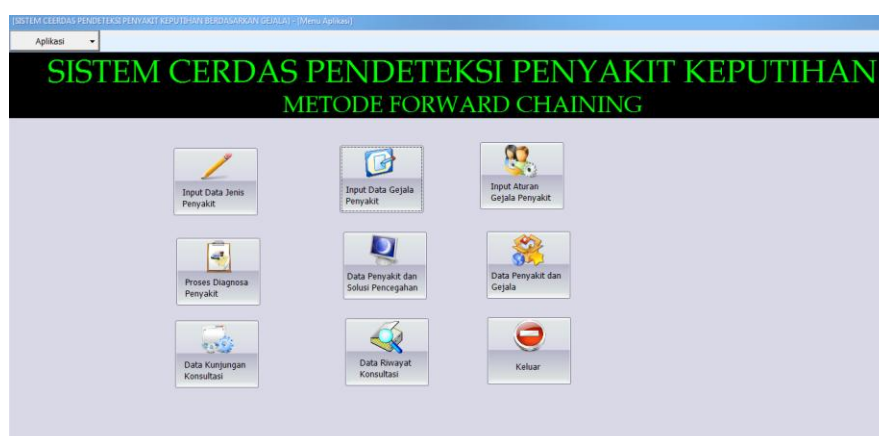 [SISTEM CEERDAS PENDETEKSI PENYAKIT KEPUTIHAN BERDASARKAN GEJALA] - [Menu Aplikasi]
Aplikasi
SISTEM CERDAS PENDETEKSI PENYAKIT KEPUTIHAN
METODE FORWARD CHAINING
Input Data Jenis
Penyakit
Input Data Gejala
Penyakit
Input Aturan
Gejala Penyakit
Proses Diagnosa
Penyakit
Data Penyakit dan
Solusi Pencegahan
Data Penyakit dan
Gejala
Data Kunjungan
Konsultasi
Data Riwayat
Konsultasi
Keluar